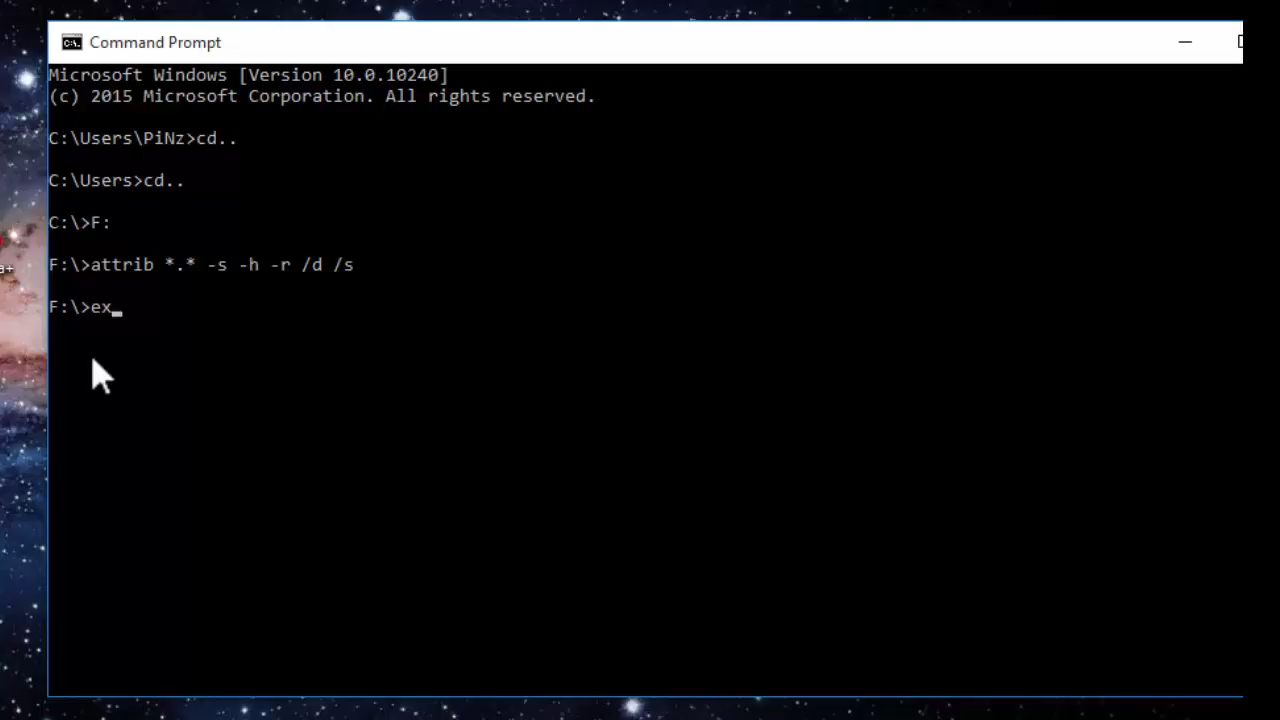 Command Prompt
Microsoft Windows [Version 10.0.10240]
(c) 2015 Microsoft Corporation. All rights reserved.
C:\Users\PiNz>cd..
C:\Users>cd..
C:\>F:
F:\>attrib *.* -s -h -r /d /s
a+
F:\>ex_